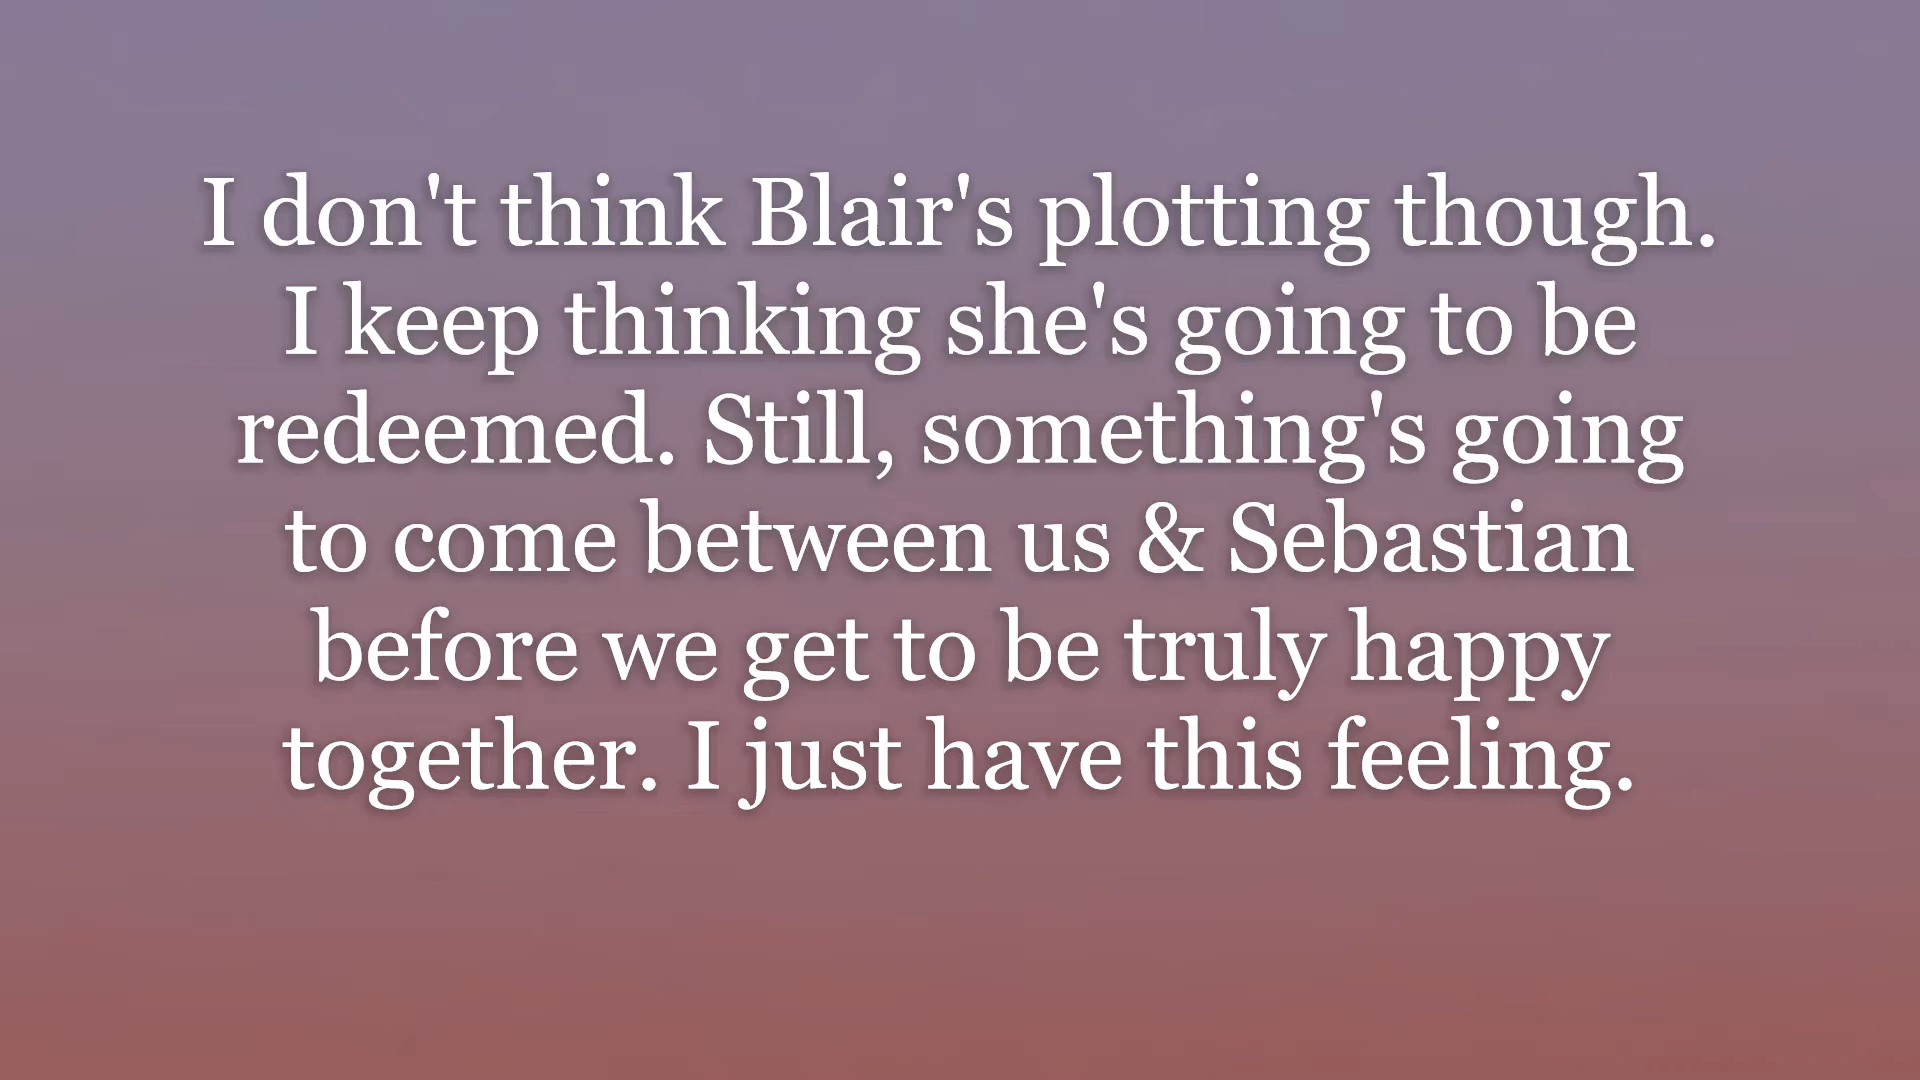 I don't think Blair's plotting though.
I keep thinking she's going to be
redeemed. Still, something's going
to come between us & Sebastian
before we get to be truly happy
together. I just have this feeling.